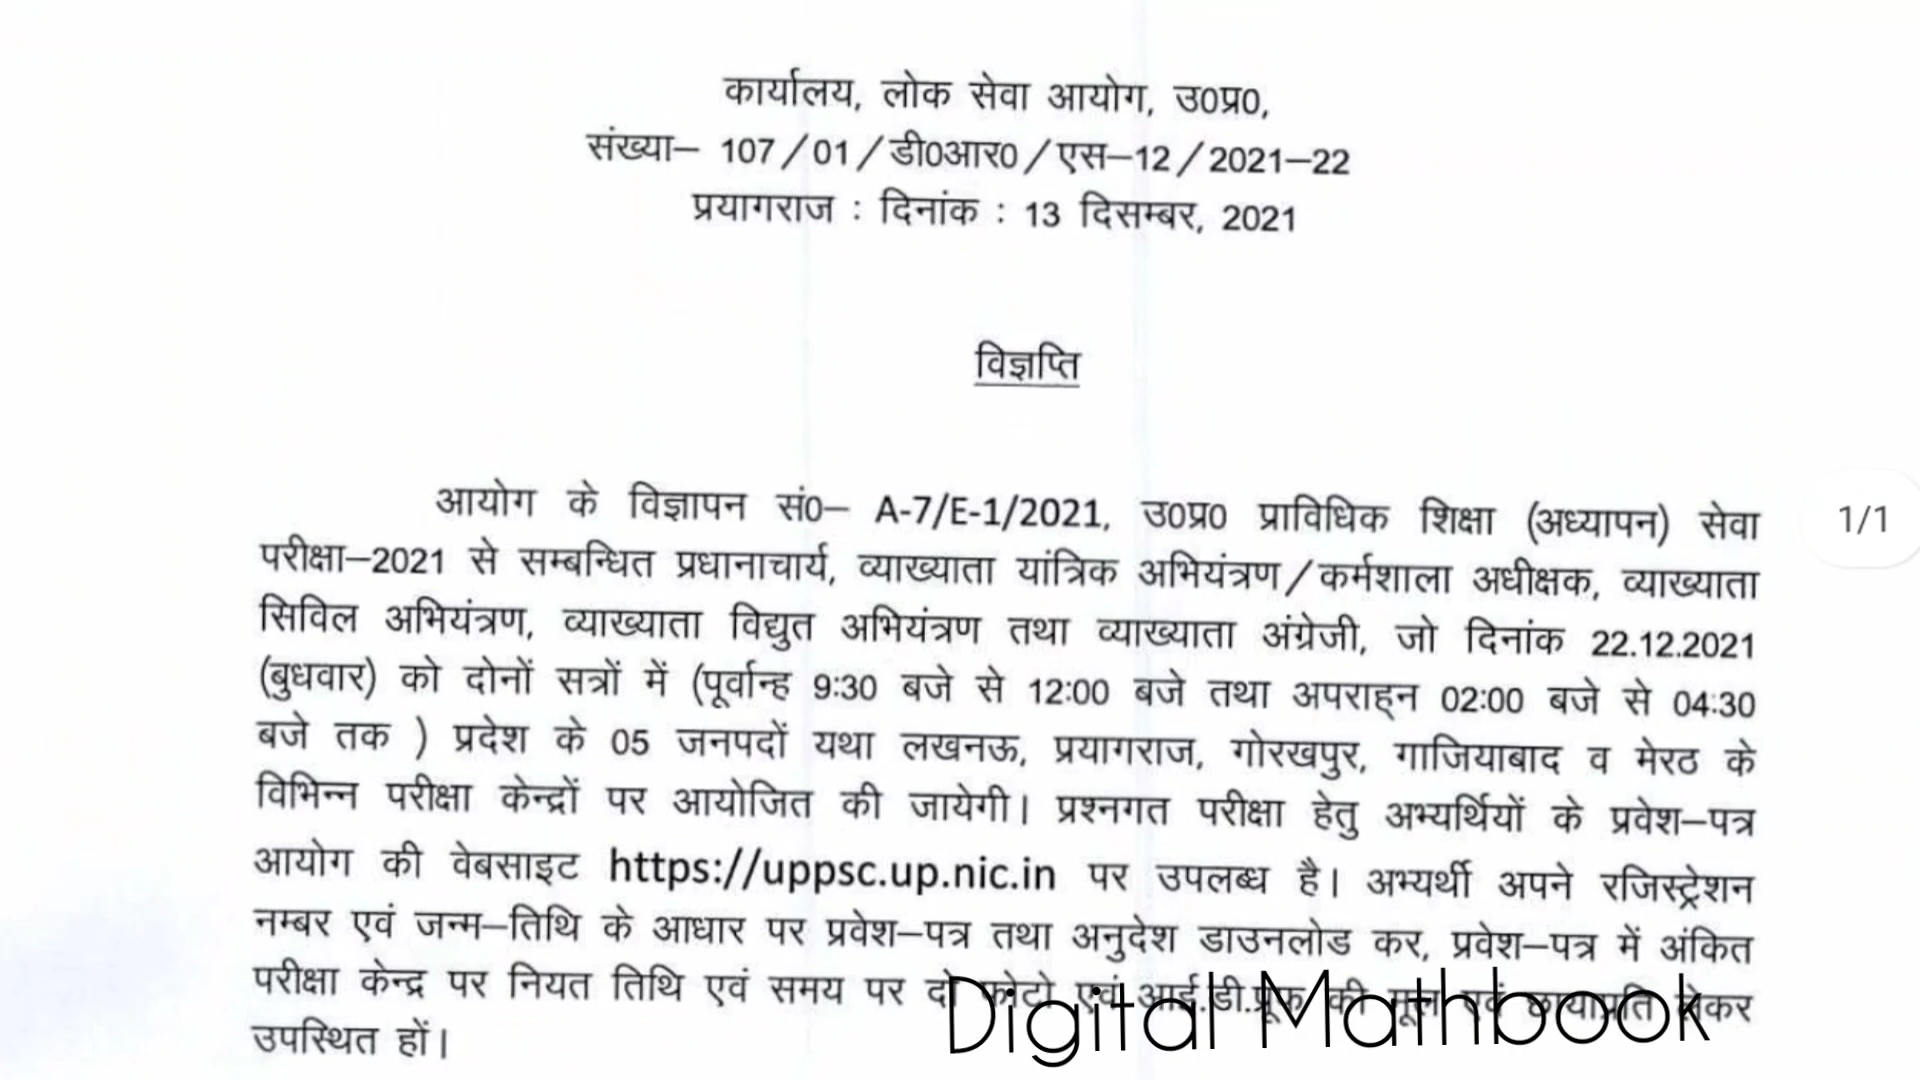 कार्यालय, लोक सेवा आयोग, उ0प्र0,
संख्या– 107/01/डी0आर0/एस–12/2021–22
प्रयागराज : दिनांक : 13 दिसम्बर, 2021
विज्ञप्ति
आयोग के विज्ञापन सं0– A-7/E-1/2021, उ0प्र0 प्राविधिक शिक्षा (अध्यापन) सेवा
1/1
परीक्षा–2021 से सम्बन्धित प्रधानाचार्य, व्याख्याता यांत्रिक अभियंत्रण/कर्मशाला अधीक्षक, व्याख्याता
सिविल अभियंत्रण, व्याख्याता विद्युत अभियंत्रण तथा व्याख्याता अंग्रेजी, जो दिनांक 22.12.2021
(बुधवार) को दोनों सत्रों में (पूर्वान्ह 9:30 बजे से 12:00 बजे तथा अपराह्न 02:00 बजे से 04:30
बजे तक ) प्रदेश के 05 जनपदों यथा लखनऊ, प्रयागराज, गोरखपुर, गाजियाबाद व मेरठ के
विभिन्न परीक्षा केन्द्रों पर आयोजित की जायेगी। प्रश्नगत परीक्षा हेतु अभ्यर्थियों के प्रवेश–पत्र
आयोग की वेबसाइट https://uppsc.up.nic.in पर उपलब्ध है। अभ्यर्थी अपने रजिस्ट्रेशन
नम्बर एवं जन्म–तिथि के आधार पर प्रवेश–पत्र तथा अनुदेश डाउनलोड कर, प्रवेश–पत्र में अंकित
परीक्षा केन्द्र पर नियत तिथि एवं समय पर दो फोटो एवं आई.डी.प्रूफ की मूल एवं छायाप्रति लेकर
उपस्थित हों।
Digital Mathbook